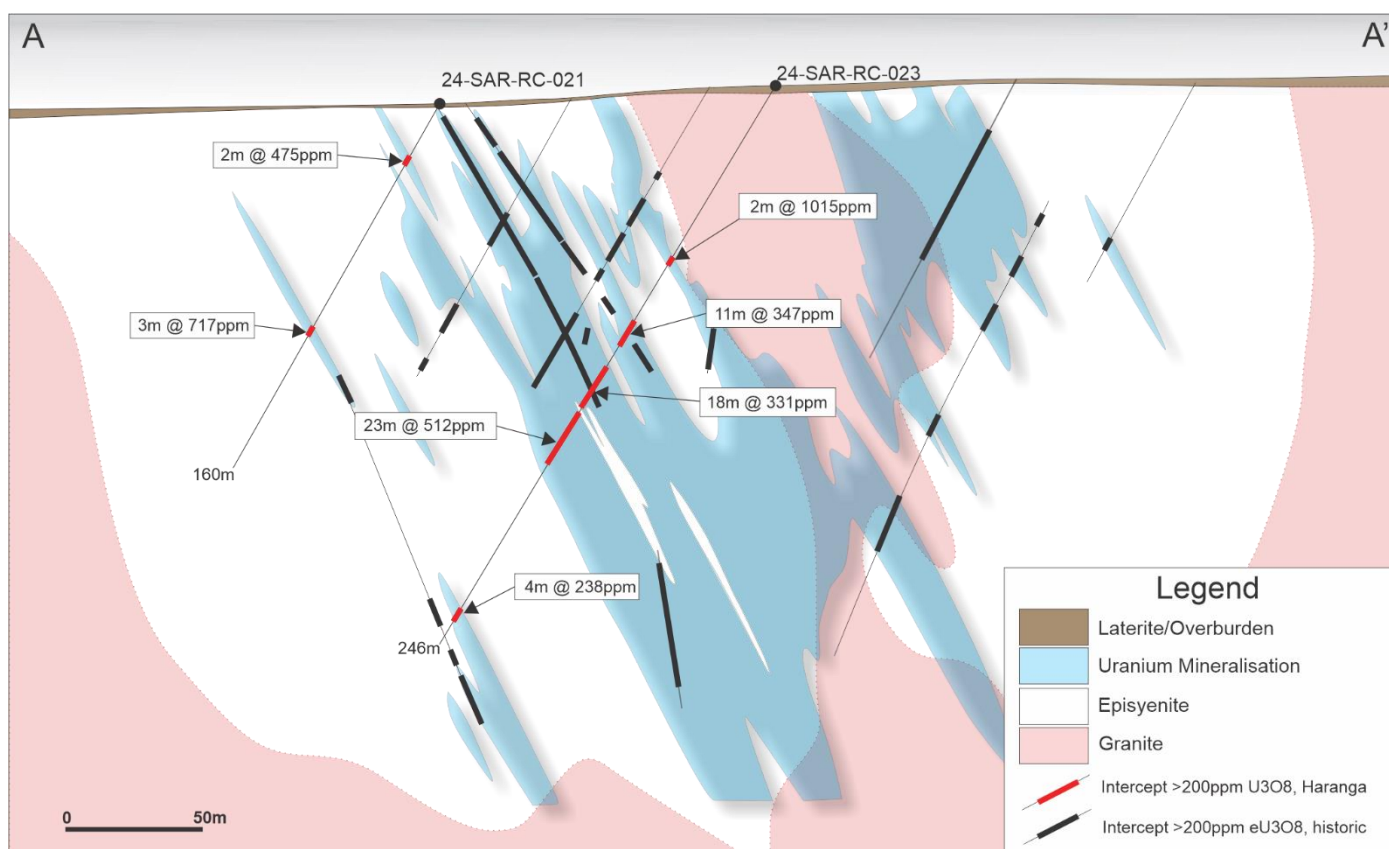 A
A'
24-SAR-RC-021
24-SAR-RC-023
2m @ 475ppm
2m @ 1015ppm
3m @ 717ppm
11m @ 347ppm
18m @ 331ppm
23m @ 512ppm
160m
4m @ 238ppm
246m
Legend
Laterite/Overburden
Uranium Mineralisation
Episyenite
Granite
Intercept >200ppm U3O8, Haranga
Intercept >200ppm eU3O8, historic
0 50m